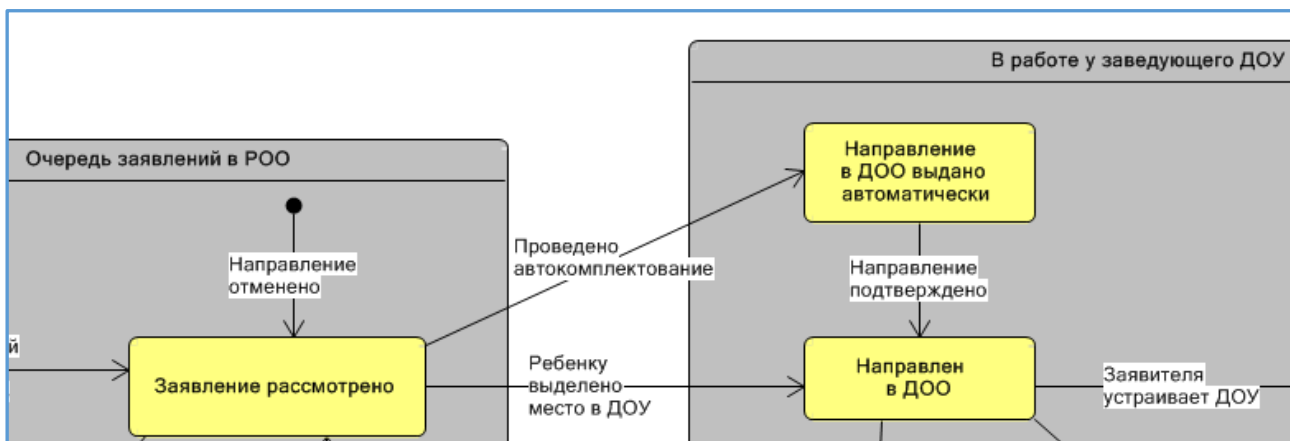 В работе у заведующего ДОУ
Очередь заявлений в РОО
Направление
в ДОО выдано
автоматически
Направление
отменено
Проведено
автокомплектование
Направление
подтверждено
й
Заявление рассмотрено
Ребенку
выделено
место в ДОУ
Направлен
в ДОО
Заявителя
устраивает ДОУ